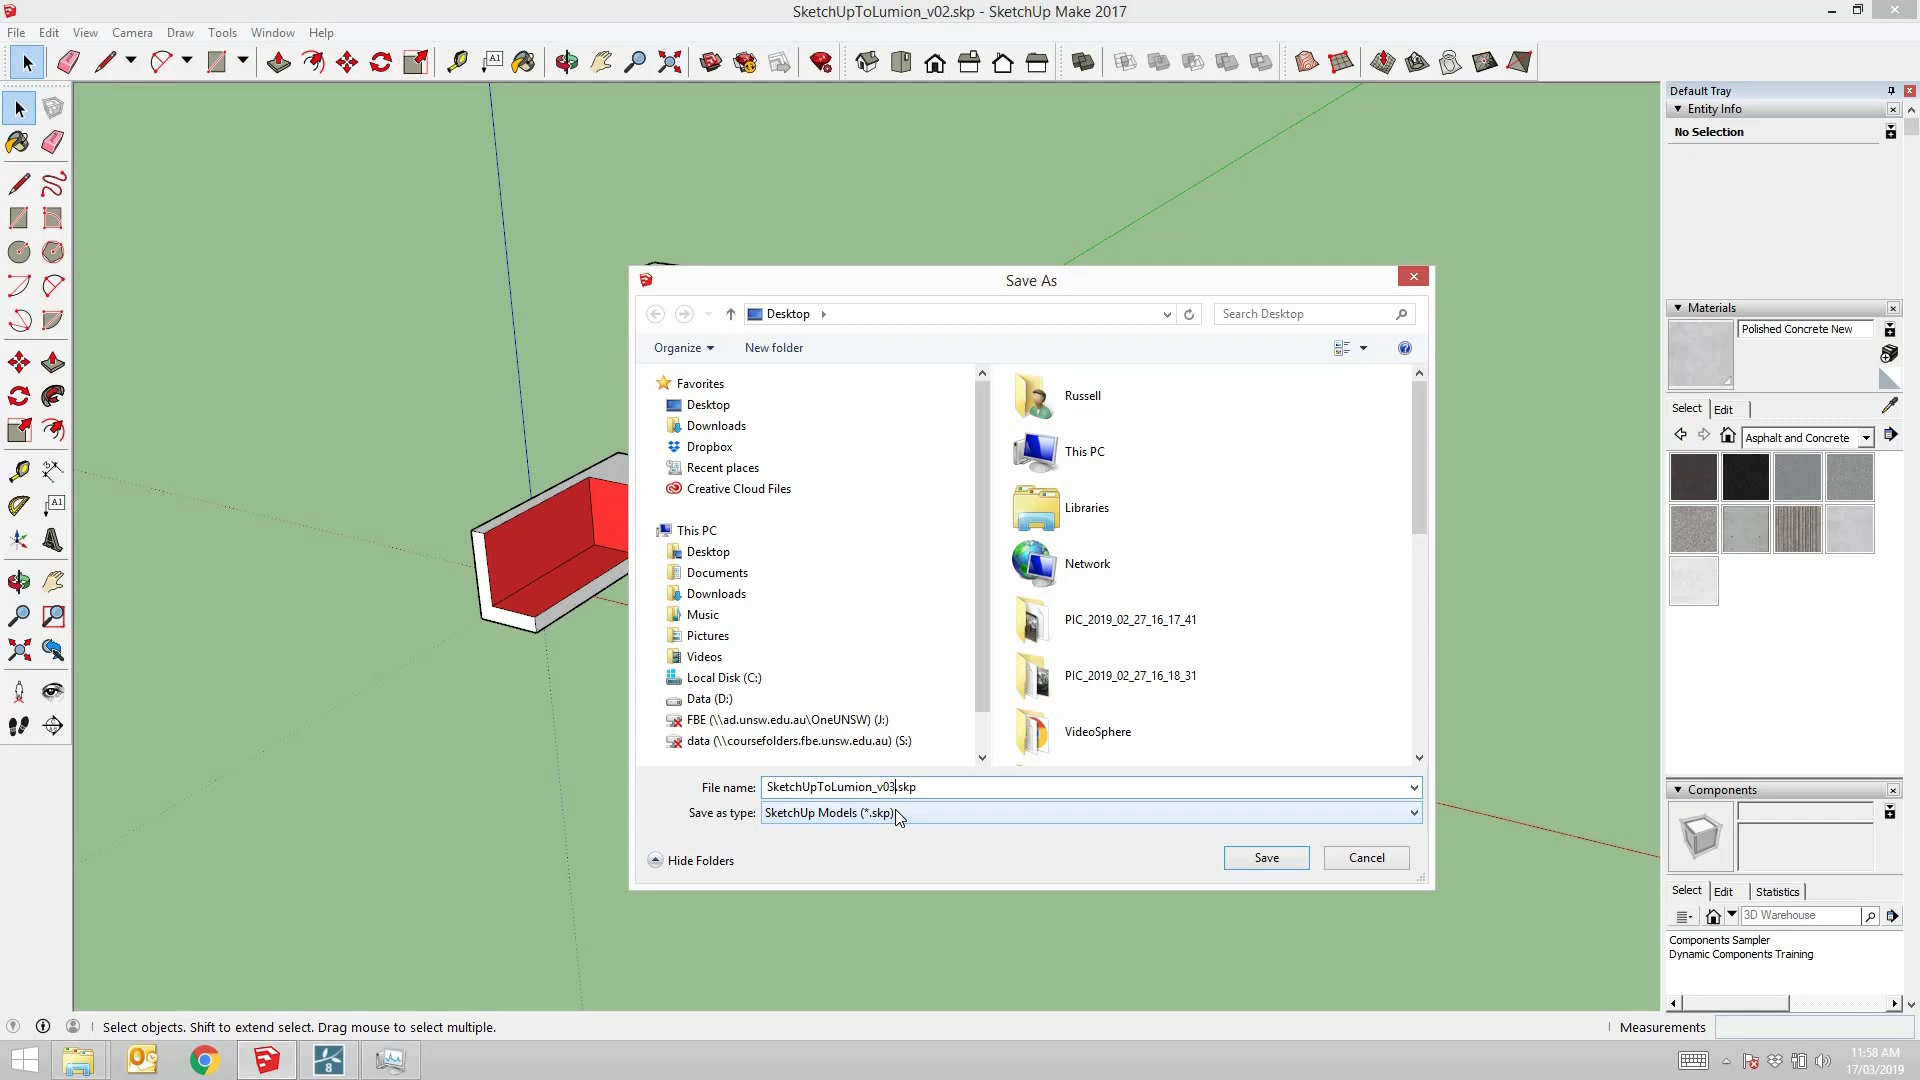 SketchUpToLumion_v02.skp - SketchUp Make 2017
File Edit View Camera Draw Tools Window Help
A1
Default Tray
Entity Info
No Selection
Materials
Polished Concrete New
Select Edit
Asphalt and Concrete
Components
Select Edit Statistics
3D Warehouse
Components Sampler
Dynamic Components Training
A1
Save As
Desktop
Search Desktop
Organize New folder
Favorites
Desktop
Downloads
Dropbox
Recent places
Creative Cloud Files
This PC
Desktop
Documents
Downloads
Music
Pictures
Videos
Local Disk (C:)
Data (D:)
FBE (\\ad.unsw.edu.au\OneUNSW) (J:)
data (\\coursefolders.fbe.unsw.edu.au) (S:)
Russell
This PC
Libraries
Network
PIC_2019_02_27_16_17_41
PIC_2019_02_27_16_18_31
VideoSphere
File name: SketchUpToLumion_v03.skp
Save as type: SketchUp Models (*.skp)
Hide Folders
Save Cancel
Select objects. Shift to extend select. Drag mouse to select multiple.
Measurements
8
11:58 AM
17/03/2019